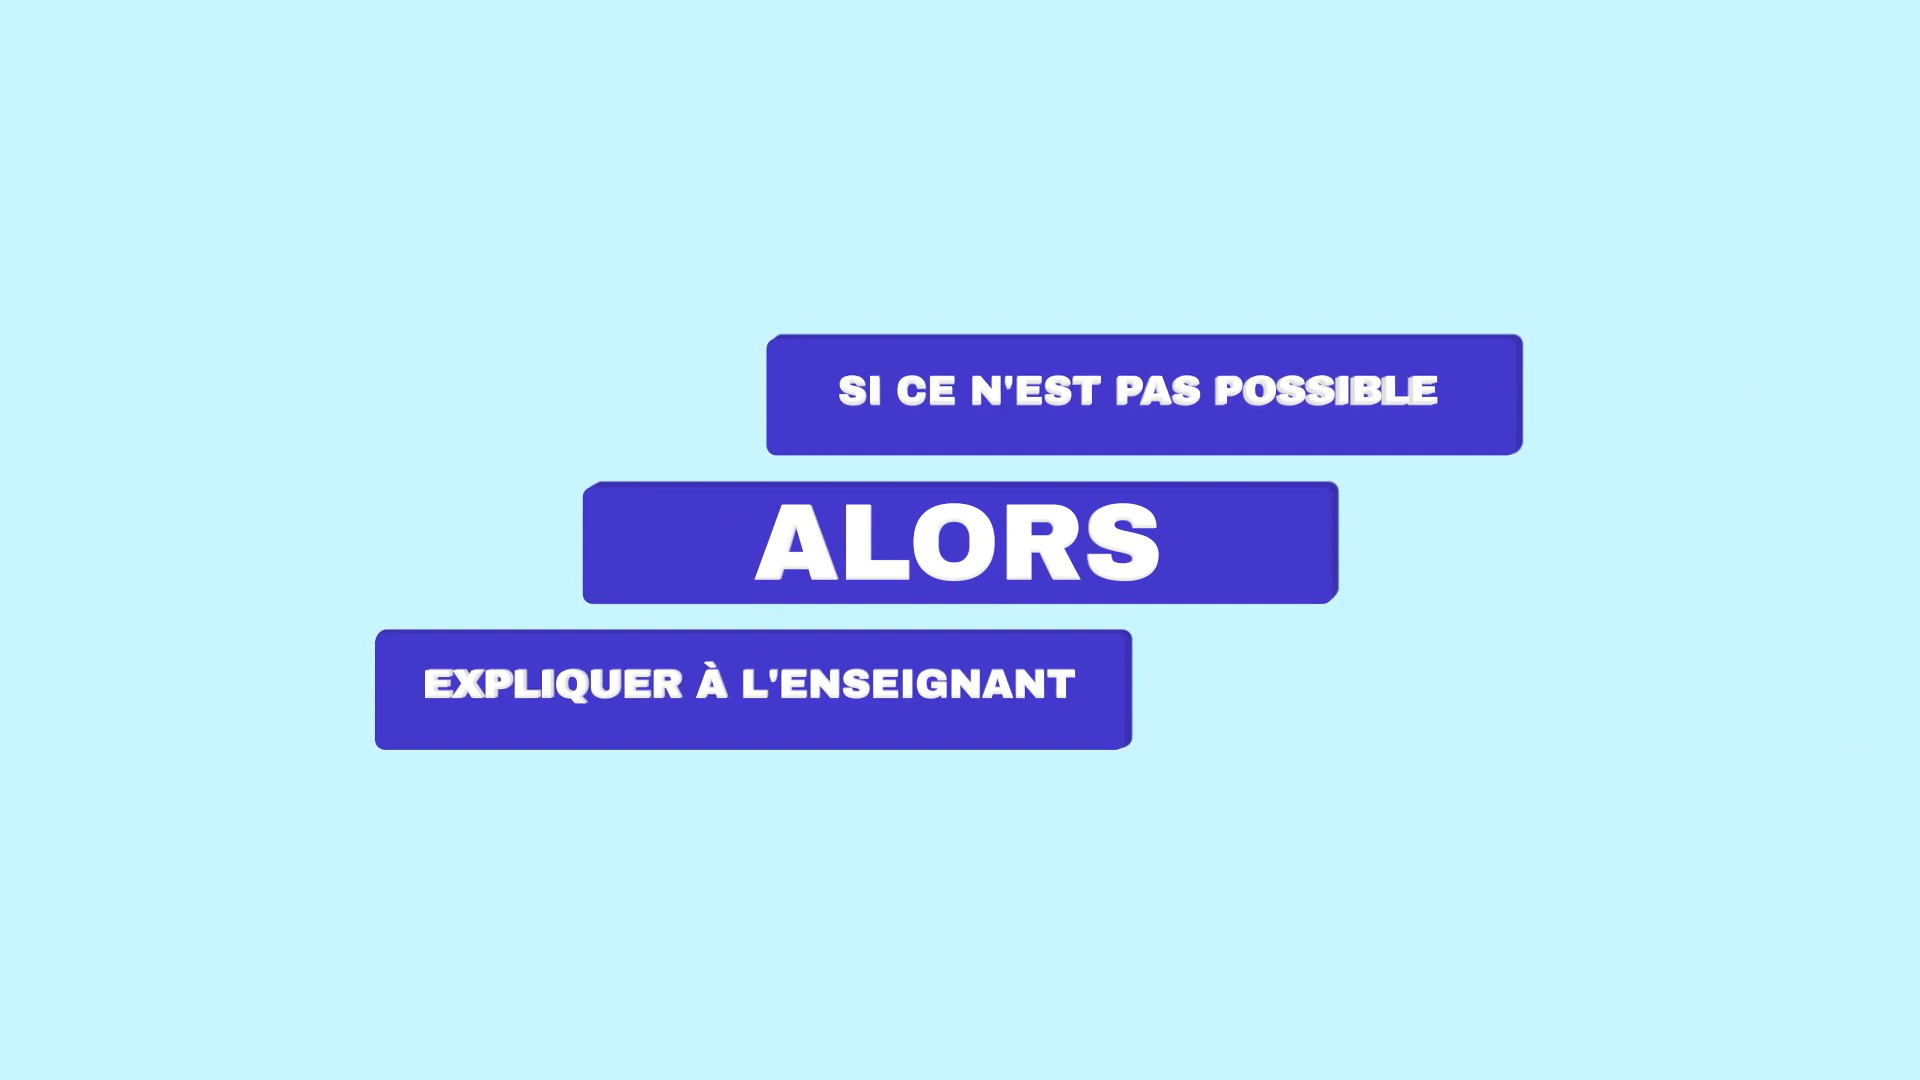 SI CE N'EST PAS POSSIBLE
ALORS
EXPLIQUER À L'ENSEIGNANT